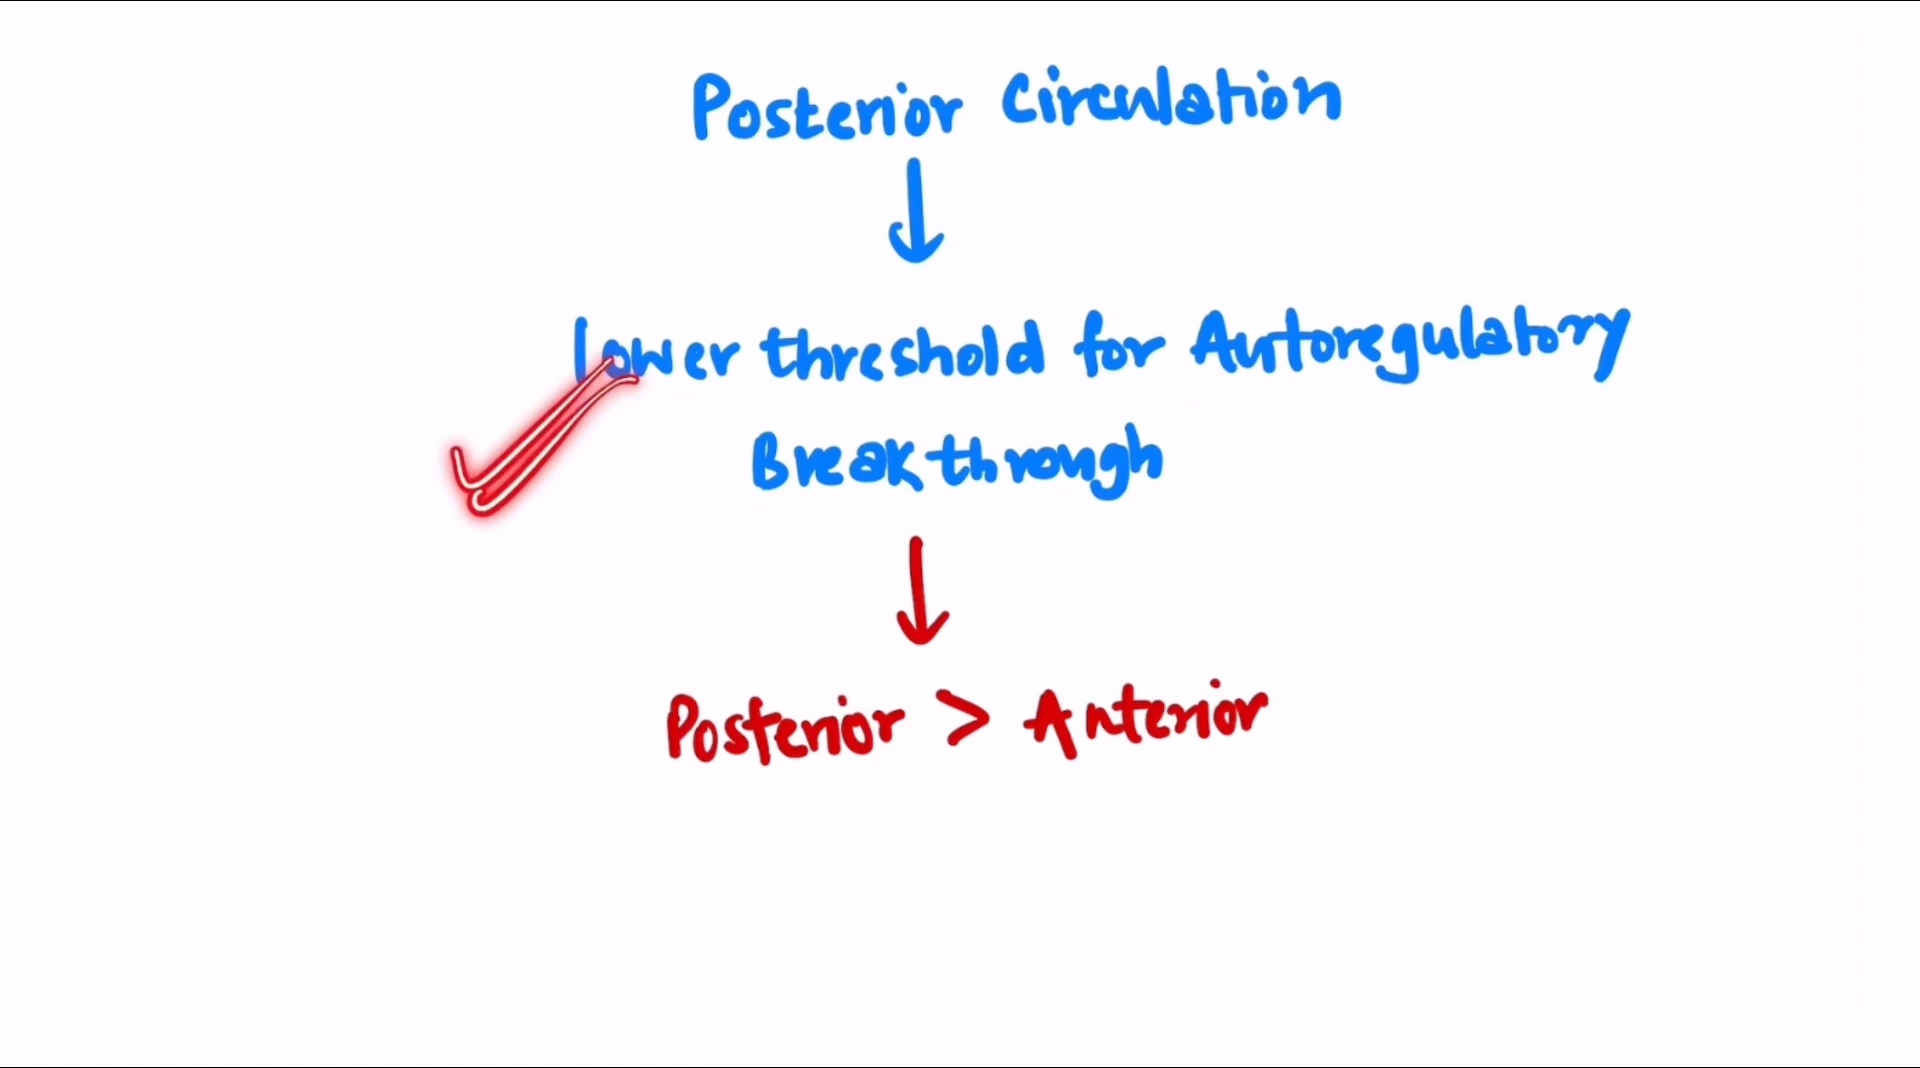 Posterior Circulation
↓
lower threshold for Autoregulatory
Breakthrough
↓
Posterior > Anterior